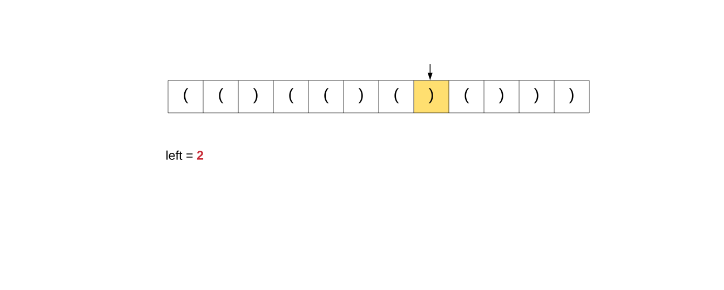 ( ( ) ( ( ) ( ) ( ) ) )
left = 2